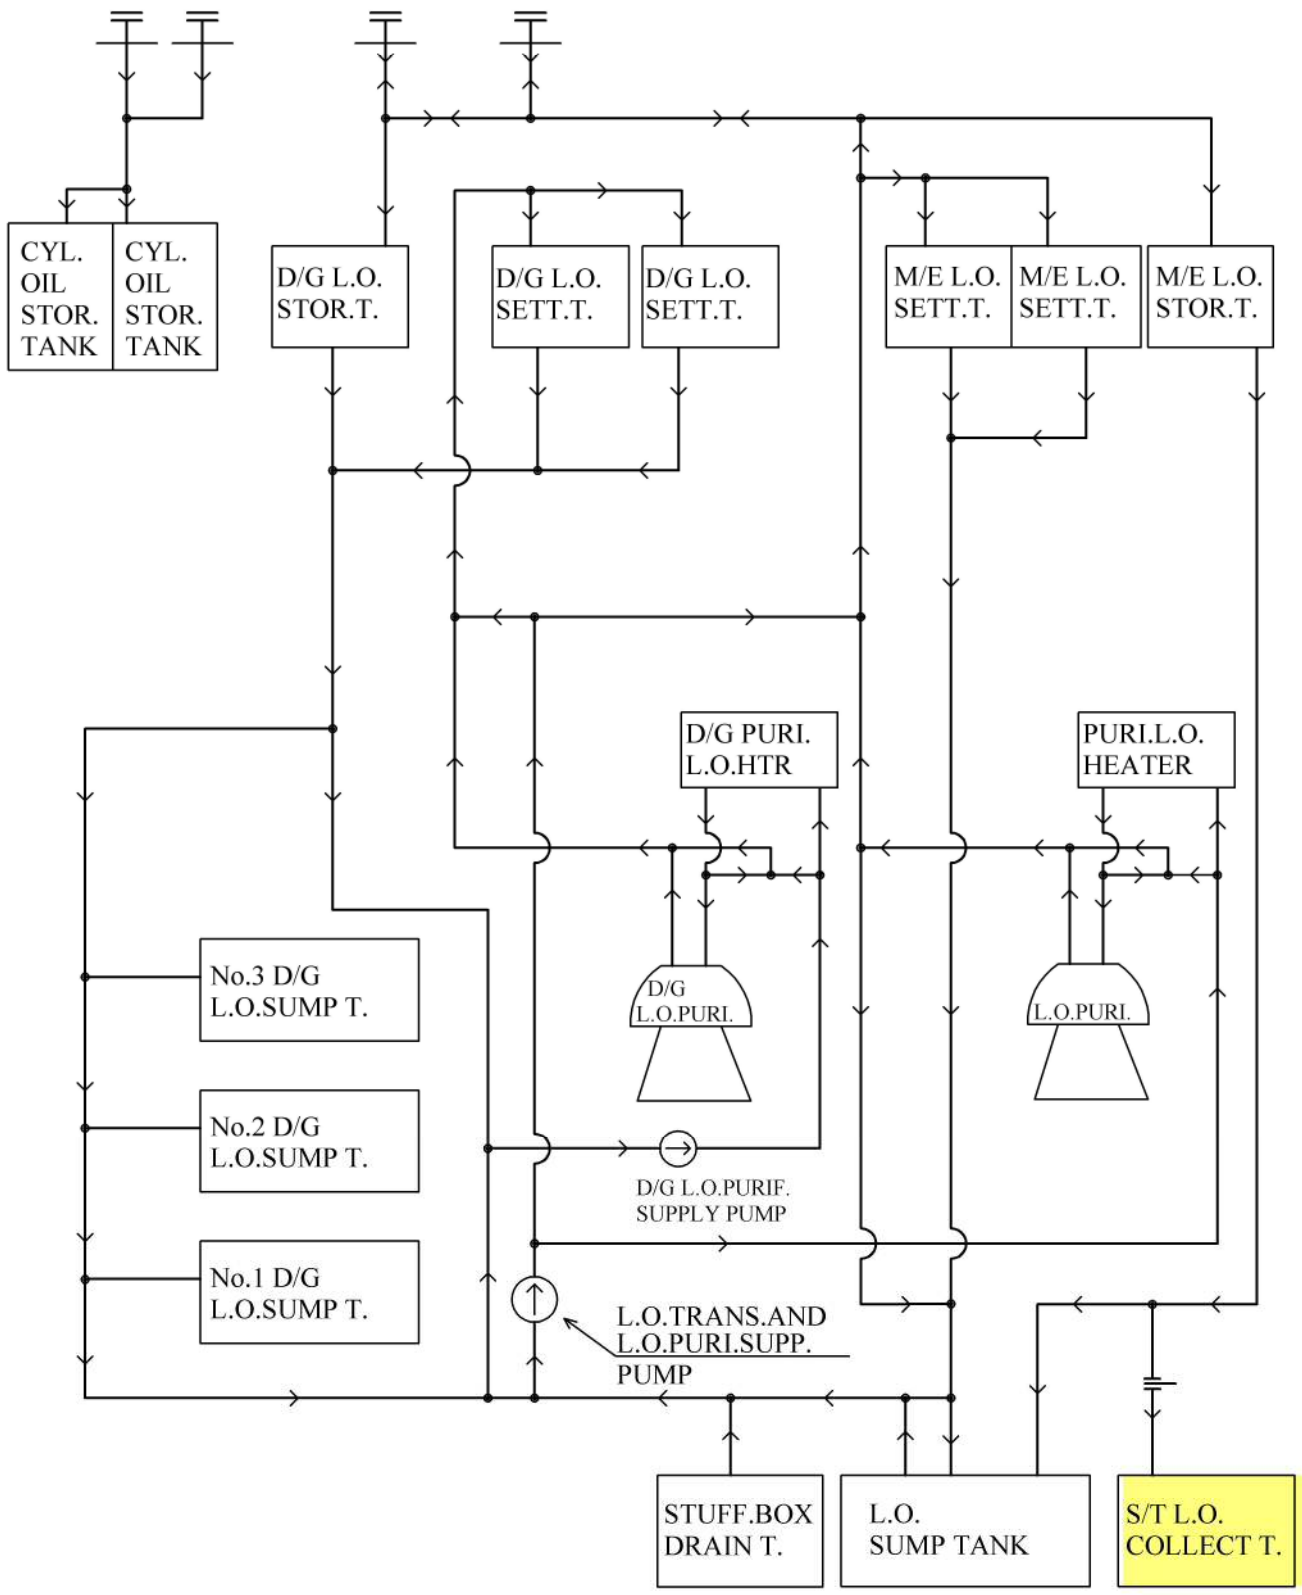 CYL.
OIL
STOR.
TANK
CYL.
OIL
STOR.
TANK
D/G L.O.
STOR.T.
D/G L.O.
SETT.T.
D/G L.O.
SETT.T.
M/E L.O.
SETT.T.
M/E L.O.
SETT.T.
M/E L.O.
STOR.T.
D/G PURI.
L.O.HTR
PURI.L.O.
HEATER
No.3 D/G
L.O.SUMP T.
D/G
L.O.PURI.
L.O.PURI.
No.2 D/G
L.O.SUMP T.
D/G L.O.PURIF.
SUPPLY PUMP
No.1 D/G
L.O.SUMP T.
L.O.TRANS.AND
L.O.PURI.SUPP.
PUMP
STUFF.BOX
DRAIN T.
L.O.
SUMP TANK
S/T L.O.
COLLECT T.